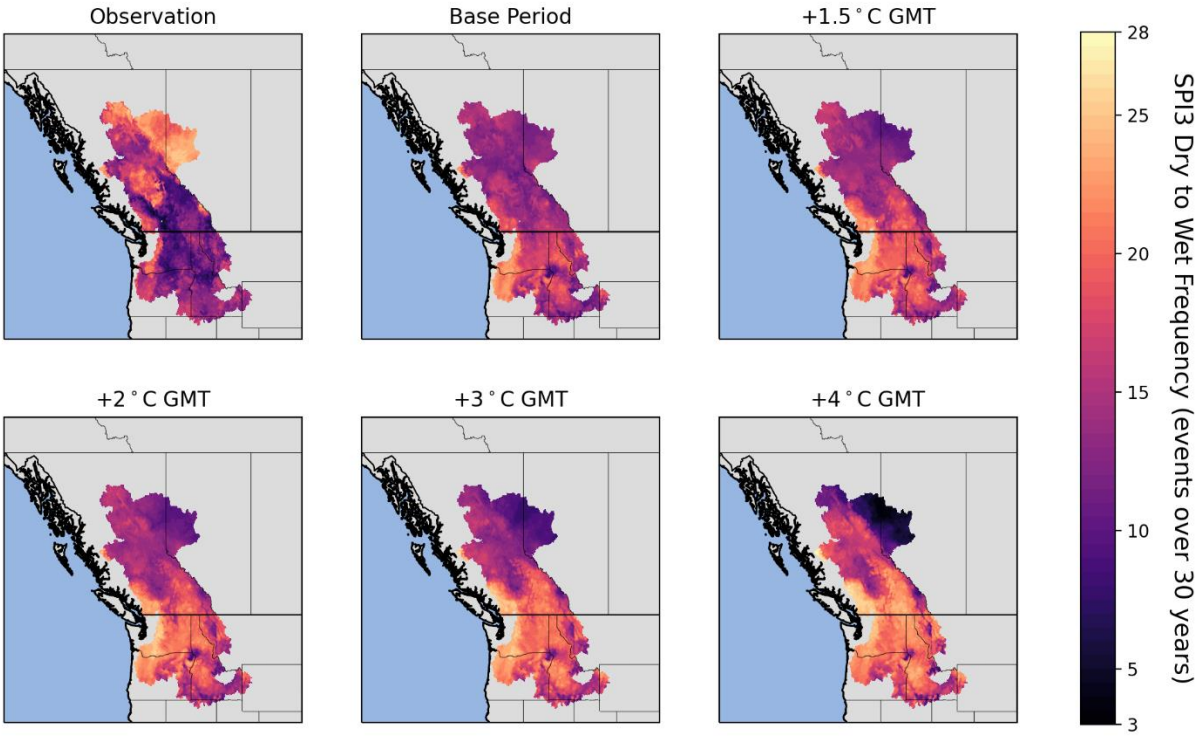 Observation
Base Period
+1.5°C GMT
+2°C GMT
+3°C GMT
+4°C GMT
28
25
20
15
10
5
3
SPI3 Dry to Wet Frequency (events over 30 years)